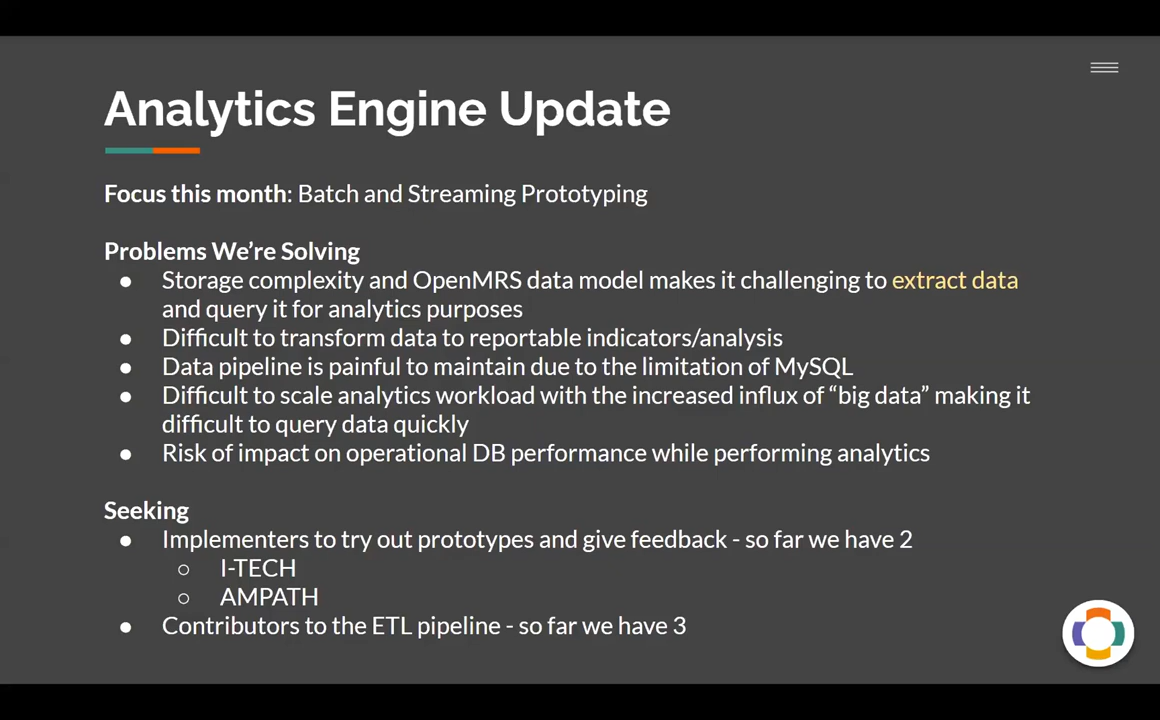 Analytics Engine Update
Focus this month: Batch and Streaming Prototyping
Problems We’re Solving
● Storage complexity and OpenMRS data model makes it challenging to extract data
and query it for analytics purposes
● Difficult to transform data to reportable indicators/analysis
● Data pipeline is painful to maintain due to the limitation of MySQL
● Difficult to scale analytics workload with the increased influx of “big data” making it
difficult to query data quickly
● Risk of impact on operational DB performance while performing analytics
Seeking
● Implementers to try out prototypes and give feedback - so far we have 2
○ I-TECH
○ AMPATH
● Contributors to the ETL pipeline - so far we have 3